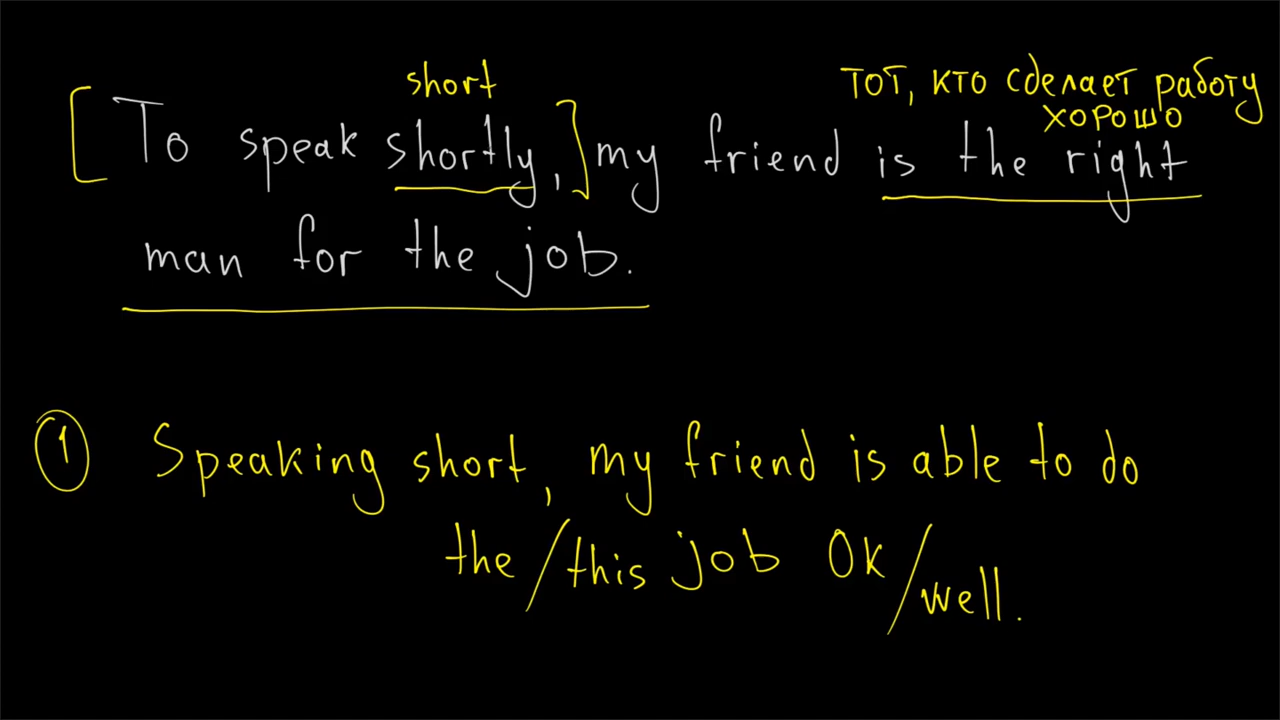 short
тот, кто сделает работу
хорошо
[To speak shortly,] my friend is the right
man for the job.
1 Speaking short, my friend is able to do
the/this job Ok/well.